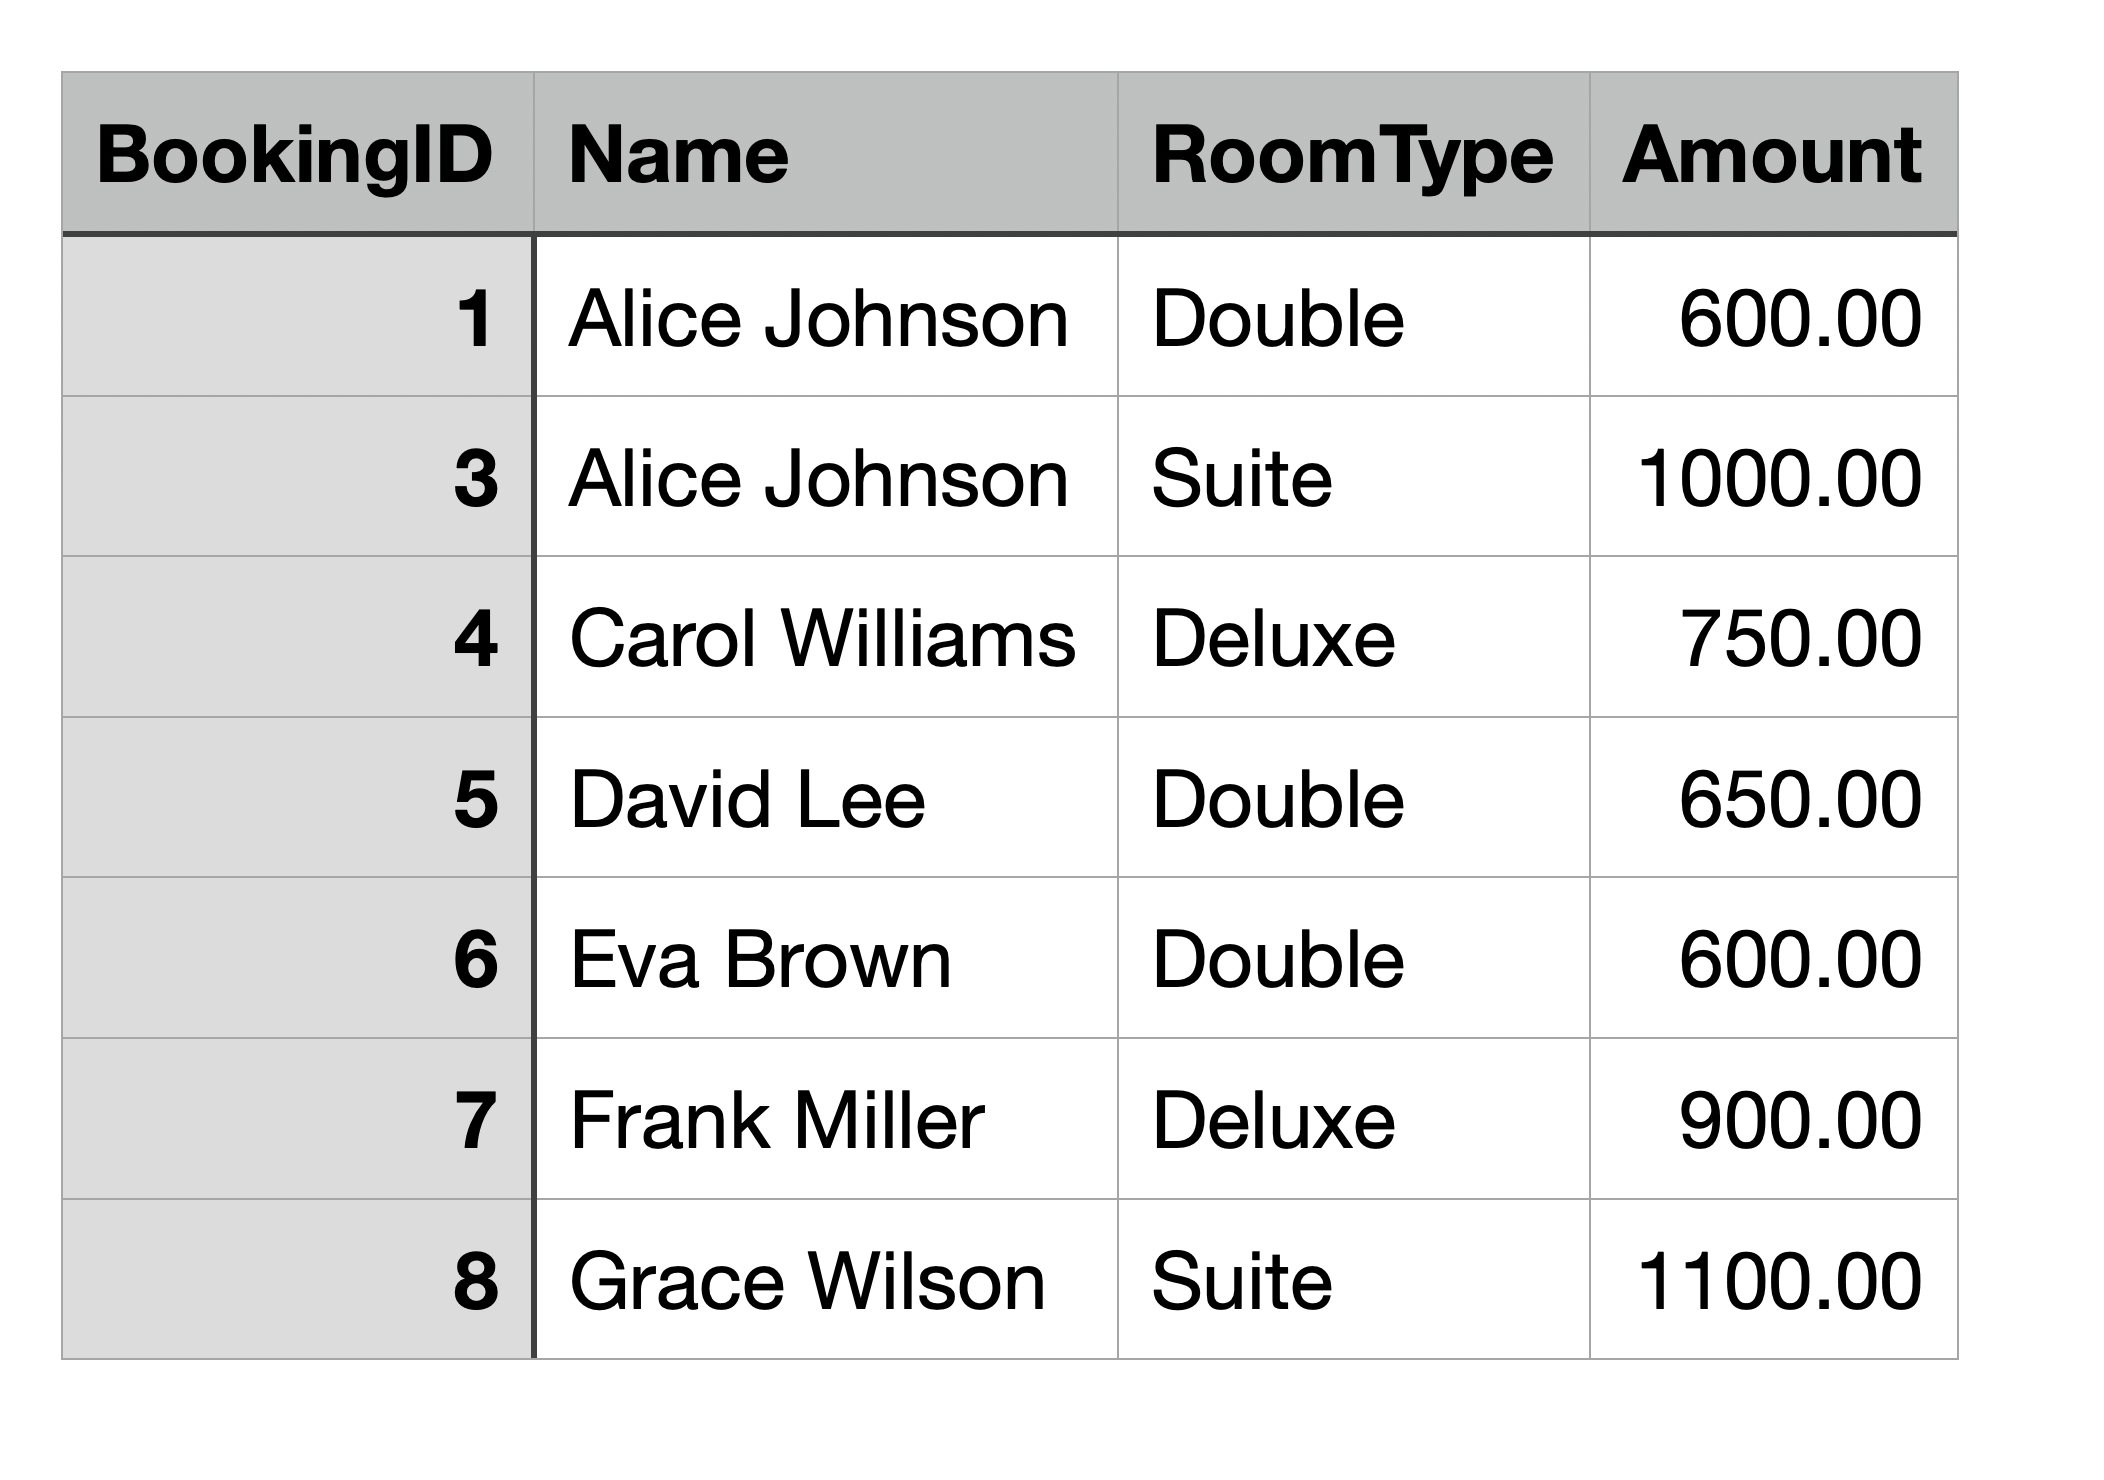 BookingID Name RoomType Amount
1 Alice Johnson Double 600.00
3 Alice Johnson Suite 1000.00
4 Carol Williams Deluxe 750.00
5 David Lee Double 650.00
6 Eva Brown Double 600.00
7 Frank Miller Deluxe 900.00
8 Grace Wilson Suite 1100.00